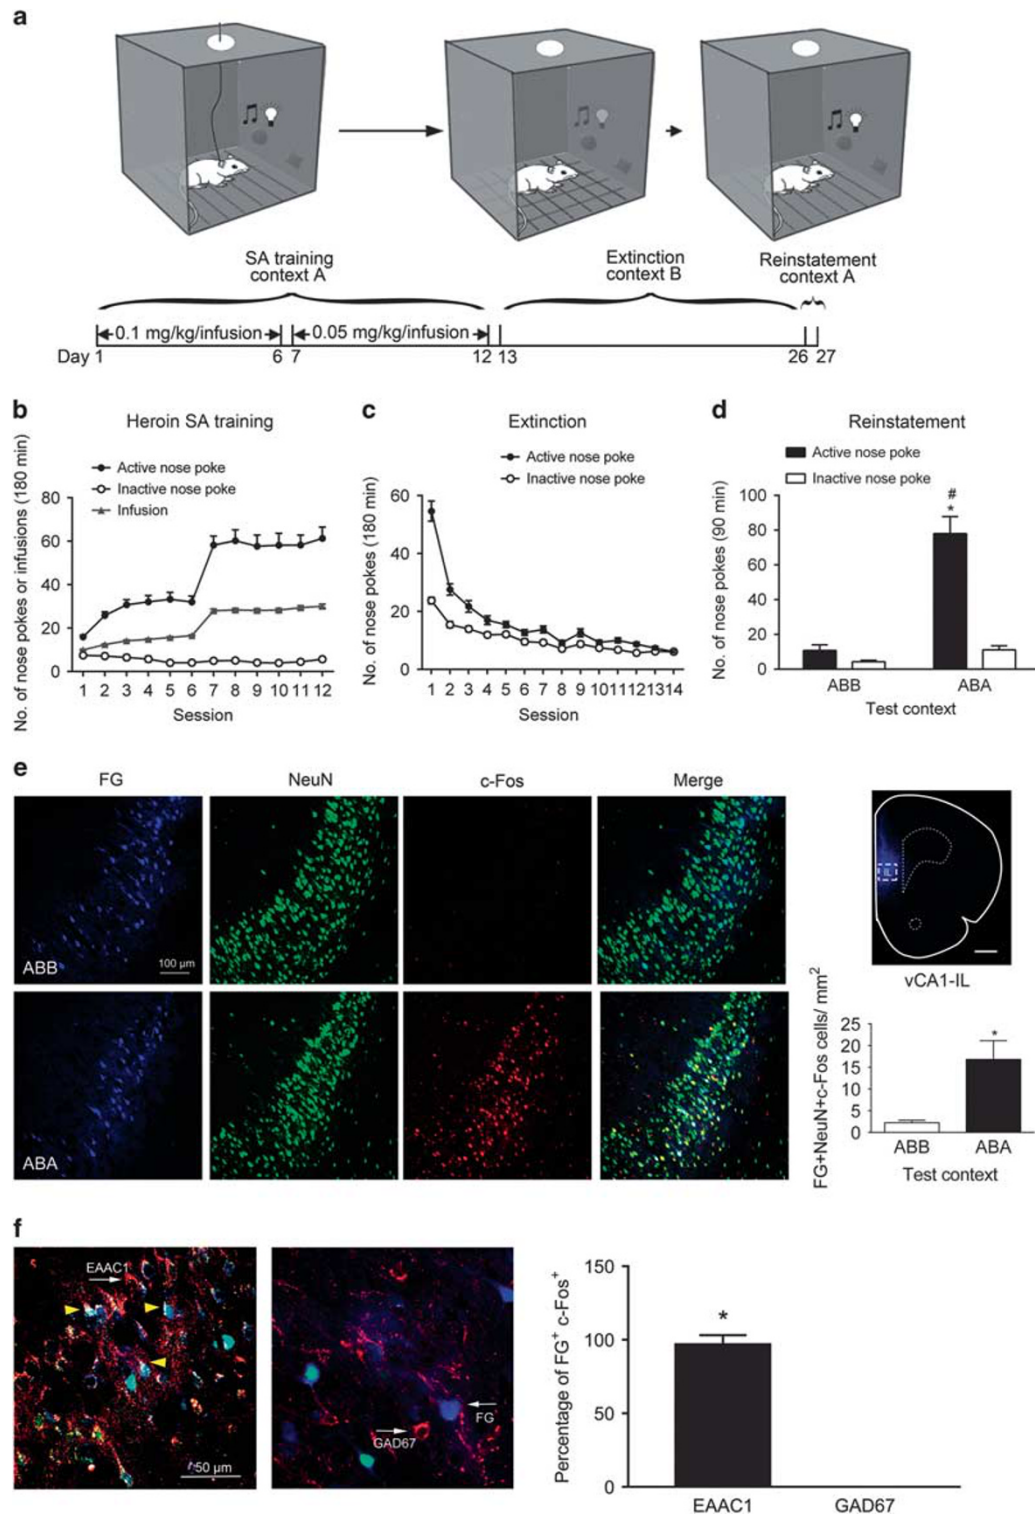 a
SA training
context A
Extinction
context B
Reinstatement
context A
0.1 mg/kg/infusion
0.05 mg/kg/infusion
Day 1 6 7 12 13 26 27
b
Heroin SA training
Active nose poke
Inactive nose poke
Infusion
No. of nose pokes or infusions (180 min)
80
60
40
20
0
1 2 3 4 5 6 7 8 9 10 11 12
Session
c
Extinction
Active nose poke
Inactive nose poke
No. of nose pokes (180 min)
60
40
20
0
1 2 3 4 5 6 7 8 9 10 11 12 13 14
Session
d
Reinstatement
Active nose poke
Inactive nose poke
No. of nose pokes (90 min)
100
80
60
40
20
0
#
*
ABB ABA
Test context
e
FG NeuN c-Fos Merge
ABB
100 µm
ABA
IL
vCA1-IL
FG+NeuN+c-Fos cells/ mm²
25
20
15
10
5
0
*
ABB ABA
Test context
f
EAAC1
50 µm
FG
GAD67
Percentage of FG⁺ c-Fos⁺
150
100
50
0
*
EAAC1 GAD67